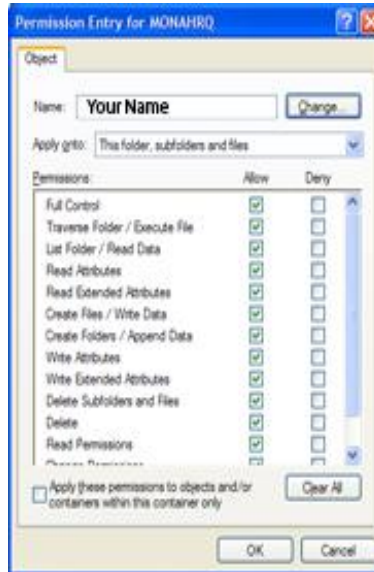 Permission Entry for MONAHRQ
Object
Name: Your Name Change...
Apply onto: This folder, subfolders and files
Permissions: Allow Deny
Full Control
Traverse Folder / Execute File
List Folder / Read Data
Read Attributes
Read Extended Attributes
Create Files / Write Data
Create Folders / Append Data
Write Attributes
Write Extended Attributes
Delete Subfolders and Files
Delete
Read Permissions
Change Permissions
Apply these permissions to objects and/or Clear All
containers within this container only
OK Cancel